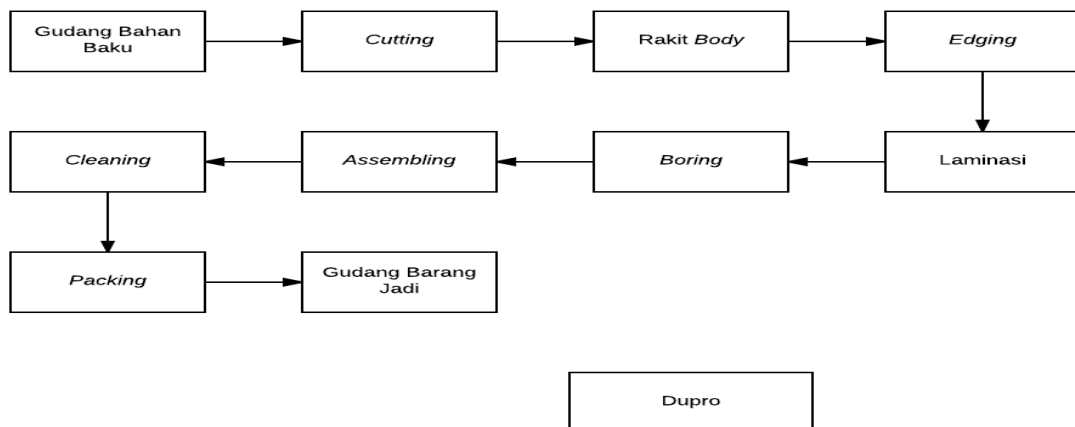 Gudang Bahan
Baku
Cutting
Rakit Body
Edging
Cleaning
Assembling
Boring
Laminasi
Packing
Gudang Barang
Jadi
Dupro